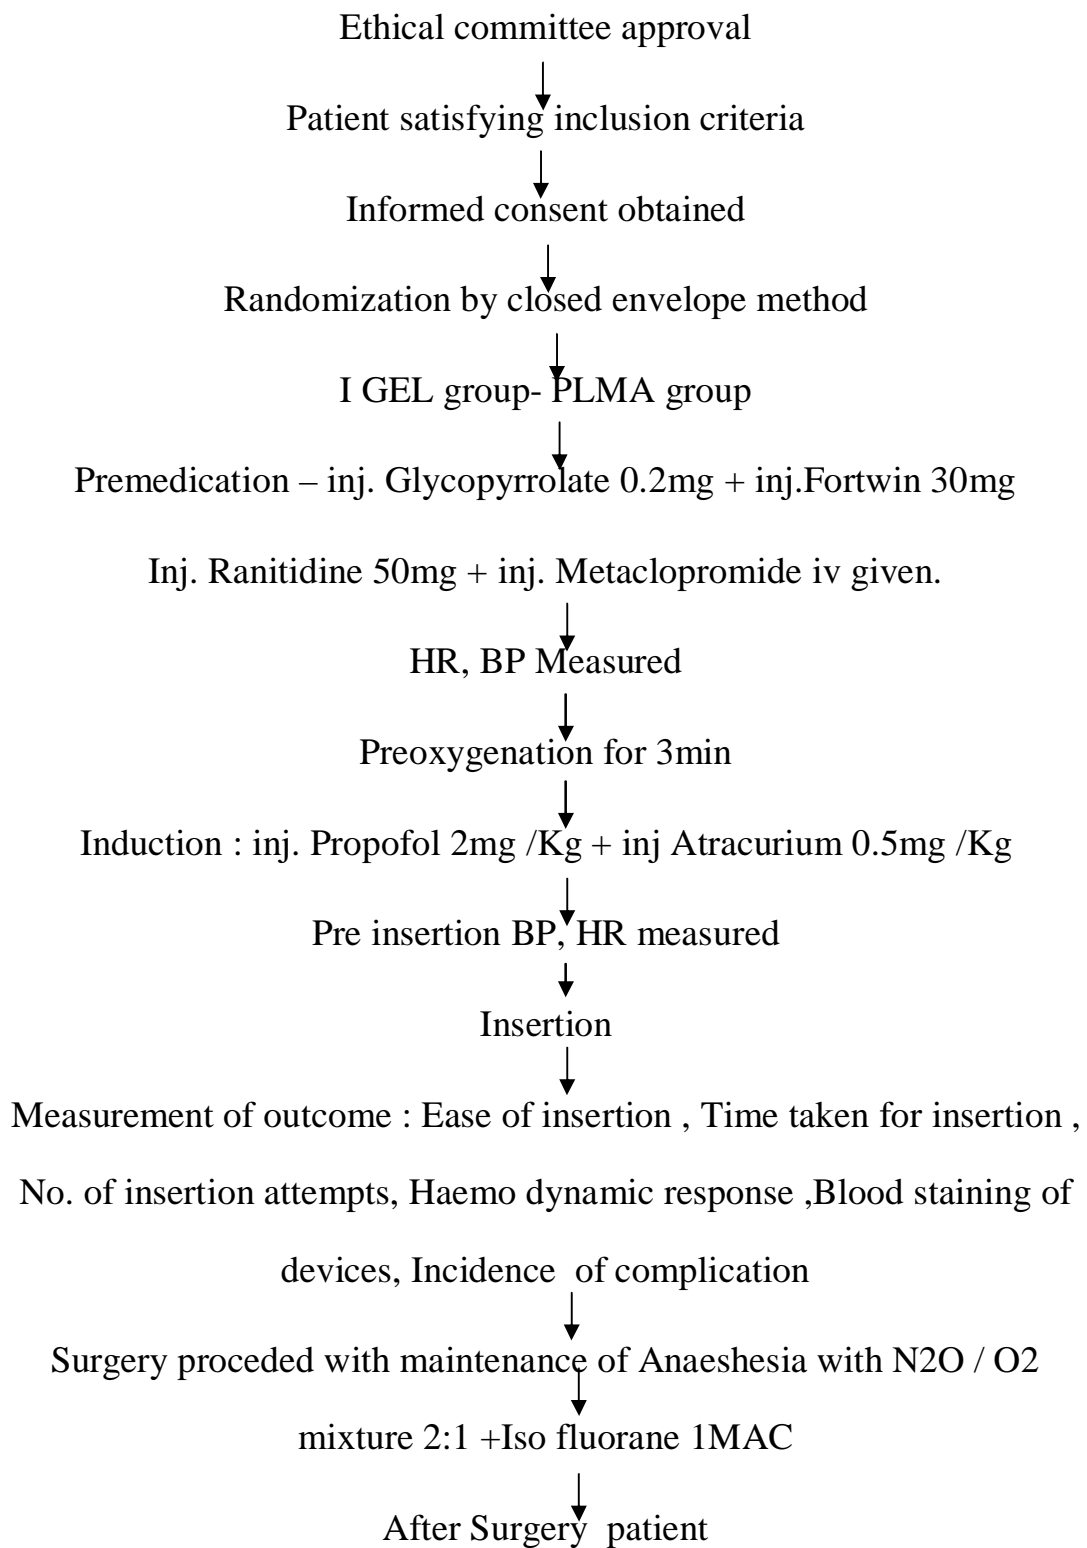 Ethical committee approval
Patient satisfying inclusion criteria
Informed consent obtained
Randomization by closed envelope method
I GEL group- PLMA group
Premedication – inj. Glycopyrrolate 0.2mg + inj.Fortwin 30mg
Inj. Ranitidine 50mg + inj. Metaclopromide iv given.
HR, BP Measured
Preoxygenation for 3min
Induction : inj. Propofol 2mg /Kg + inj Atracurium 0.5mg /Kg
Pre insertion BP, HR measured
Insertion
Measurement of outcome : Ease of insertion , Time taken for insertion ,
No. of insertion attempts, Haemo dynamic response ,Blood staining of
devices, Incidence of complication
Surgery proceded with maintenance of Anaeshesia with N2O / O2
mixture 2:1 +Iso fluorane 1MAC
After Surgery patient